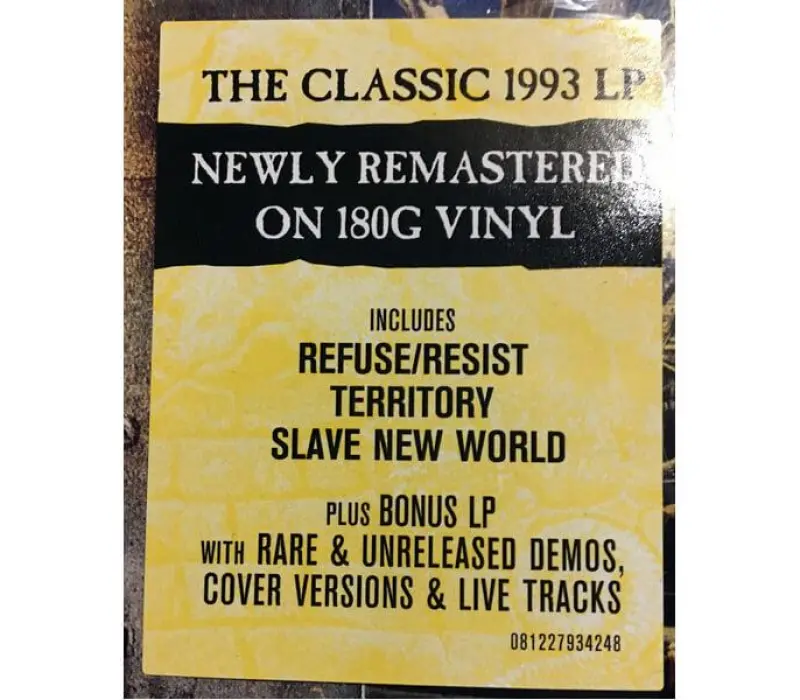 THE CLASSIC 1993 LP
NEWLY REMASTERED
ON 180G VINYL
INCLUDES
REFUSE/RESIST
TERRITORY
SLAVE NEW WORLD
PLUS BONUS LP
WITH RARE & UNRELEASED DEMOS,
COVER VERSIONS & LIVE TRACKS
081227934248